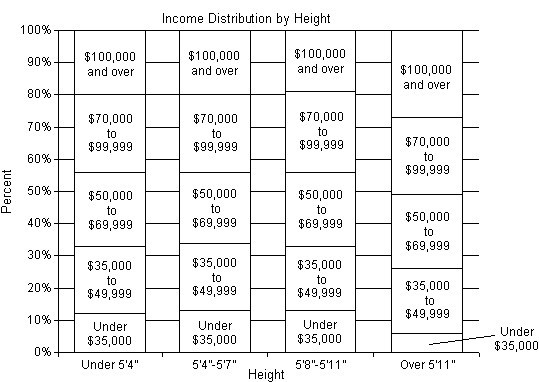 Income Distribution by Height
Percent
100%
90%
80%
70%
60%
50%
40%
30%
20%
10%
0%
$100,000
and over
$70,000
to
$99,999
$50,000
to
$69,999
$35,000
to
$49,999
Under
$35,000
$100,000
and over
$70,000
to
$99,999
$50,000
to
$69,999
$35,000
to
$49,999
Under
$35,000
$100,000
and over
$70,000
to
$99,999
$50,000
to
$69,999
$35,000
to
$49,999
Under
$35,000
$100,000
and over
$70,000
to
$99,999
$50,000
to
$69,999
$35,000
to
$49,999
Under
$35,000
Under 5'4"
5'4"-5'7"
5'8"-5'11"
Over 5'11"
Height